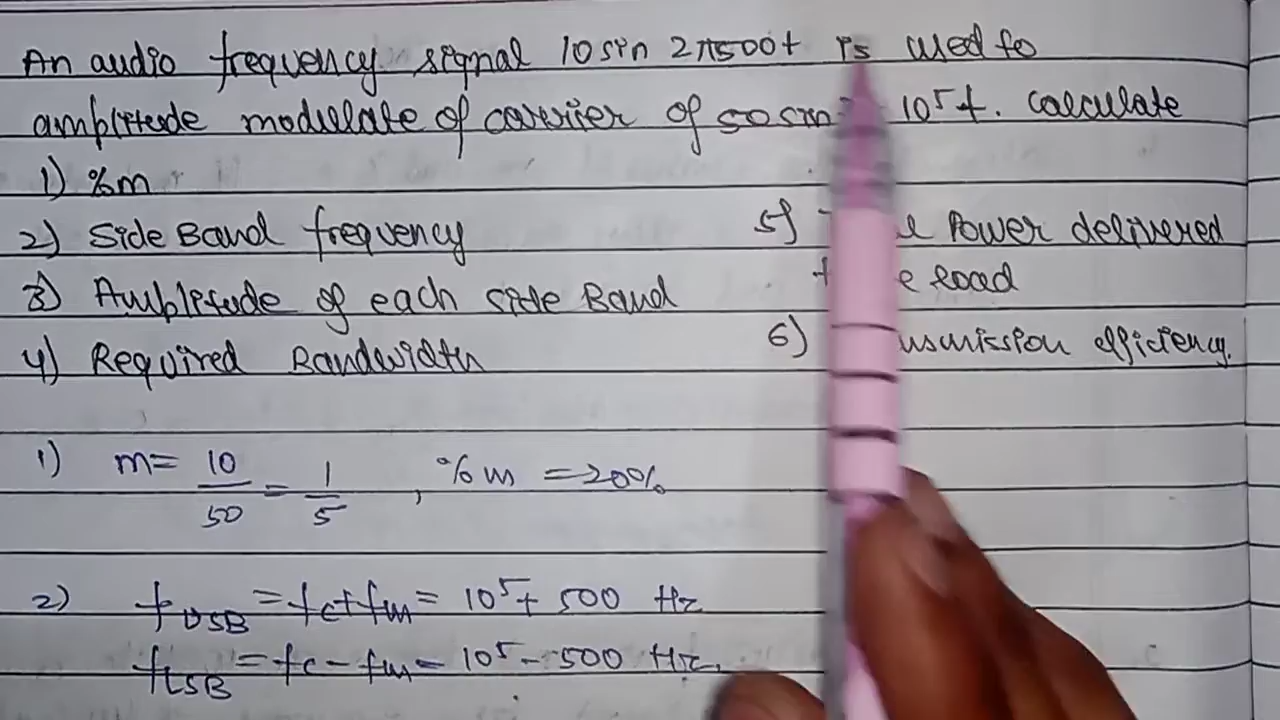 An audio frequency signal 10 sin 2π500t is used to
amplitude modulate of carrier of 50 sin 10⁵t. Calculate
1) %m
2) Side Band frequency
3) Amplitude of each side Band
4) Required Bandwidth
5) Power delivered
load
6) efficiency.
1) m = 10/50 = 1/5 , % m = 20%
2) fUSB = fc + fm = 10⁵ + 500 Hz
fLSB = fc - fm = 10⁵ - 500 Hz.